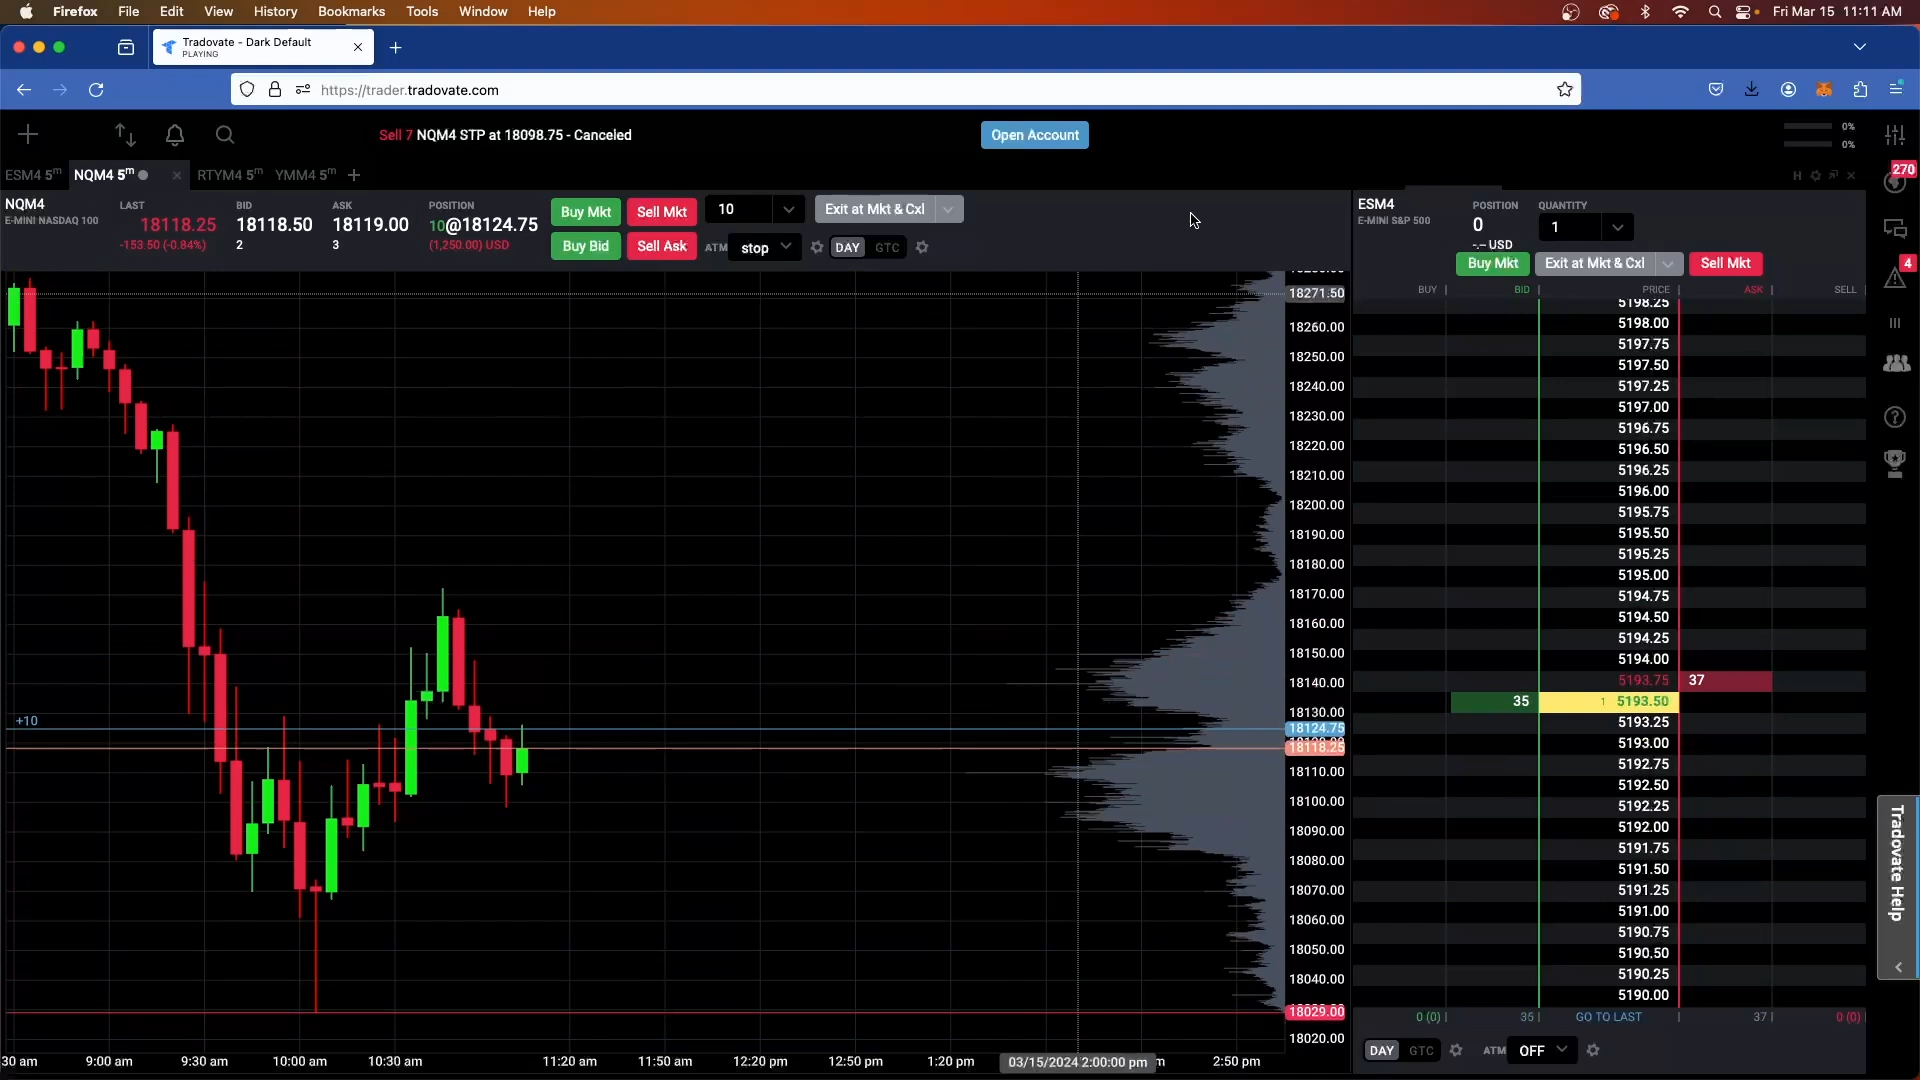 Firefox File Edit View History Bookmarks Tools Window Help Fri Mar 15 11:11 AM
Tradovate - Dark Default
PLAYING
https://trader.tradovate.com
Sell 7 NQM4 STP at 18098.75 - Canceled
Open Account
0%
0%
ESM4 5m NQM4 5m RTYM4 5m YMM4 5m
270
NQM4
E-MINI NASDAQ 100
LAST
18118.25
-153.50 (-0.84%)
BID
18118.50
2
ASK
18119.00
3
POSITION
10@18124.75
(1,250.00) USD
Buy Mkt Sell Mkt 10 Exit at Mkt & Cxl
Buy Bid Sell Ask ATM stop DAY GTC
ESM4
E-MINI S&P 500
POSITION
0
-.-- USD
QUANTITY
1
Buy Mkt Exit at Mkt & Cxl Sell Mkt
4
BUY BID PRICE ASK SELL
18271.50
18260.00
18250.00
18240.00
18230.00
18220.00
18210.00
18200.00
18190.00
18180.00
18170.00
18160.00
18150.00
18140.00
18130.00
+10
18124.75
18118.25
18110.00
18100.00
18090.00
18080.00
18070.00
18060.00
18050.00
18040.00
18029.00
18020.00
30 am 9:00 am 9:30 am 10:00 am 10:30 am 11:20 am 11:50 am 12:20 pm 12:50 pm 1:20 pm 03/15/2024 2:00:00 pm m 2:50 pm
5198.25
5198.00
5197.75
5197.50
5197.25
5197.00
5196.75
5196.50
5196.25
5196.00
5195.75
5195.50
5195.25
5195.00
5194.75
5194.50
5194.25
5194.00
5193.75 37
35 1 5193.50
5193.25
5193.00
5192.75
5192.50
5192.25
5192.00
5191.75
5191.50
5191.25
5191.00
5190.75
5190.50
5190.25
5190.00
0 (0) 35 GO TO LAST 37 0 (0)
DAY GTC ATM OFF
Tradovate Help